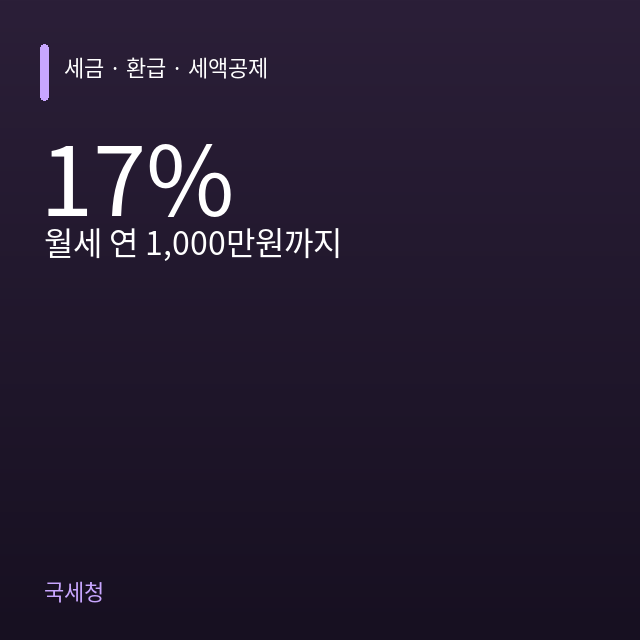 세금 · 환급 · 세액공제
17%
월세 연 1,000만원까지
국세청